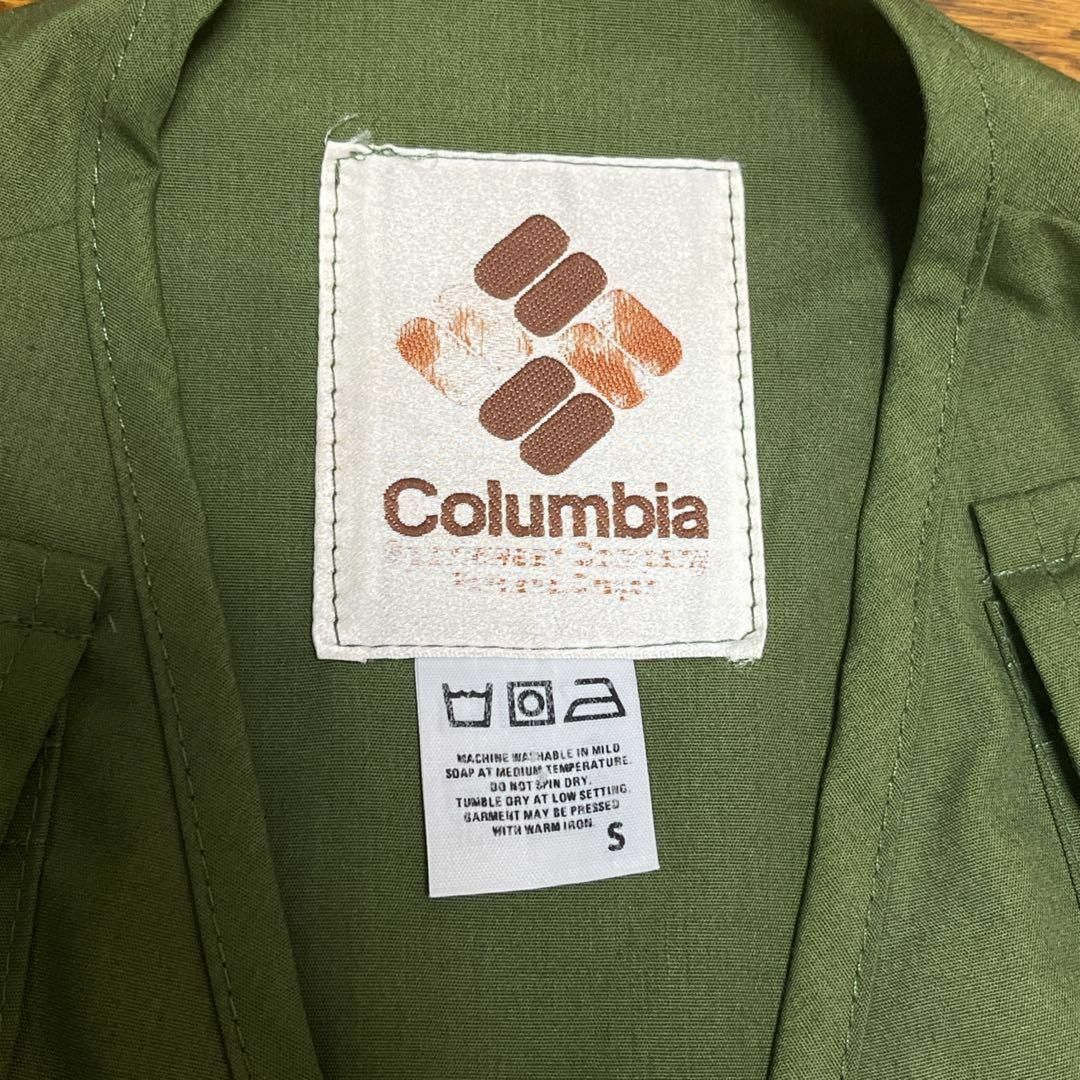 Columbia
MACHINE WASHABLE IN MILD
SOAP AT MEDIUM TEMPERATURE.
DO NOT SPIN DRY.
TUMBLE DRY AT LOW SETTING.
GARMENT MAY BE PRESSED
WITH WARM IRON.
S